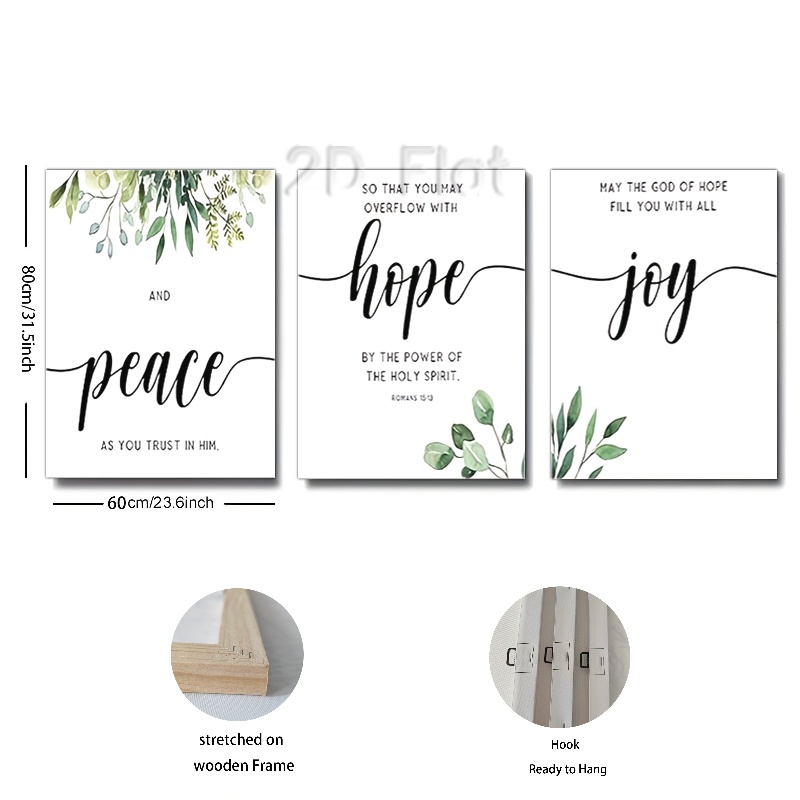 2D Flat
80cm/31.5inch
AND
peace
AS YOU TRUST IN HIM.
60cm/23.6inch
SO THAT YOU MAY
OVERFLOW WITH
hope
BY THE POWER OF
THE HOLY SPIRIT.
ROMANS 15:13
MAY THE GOD OF HOPE
FILL YOU WITH ALL
joy
stretched on
wooden Frame
Hook
Ready to Hang